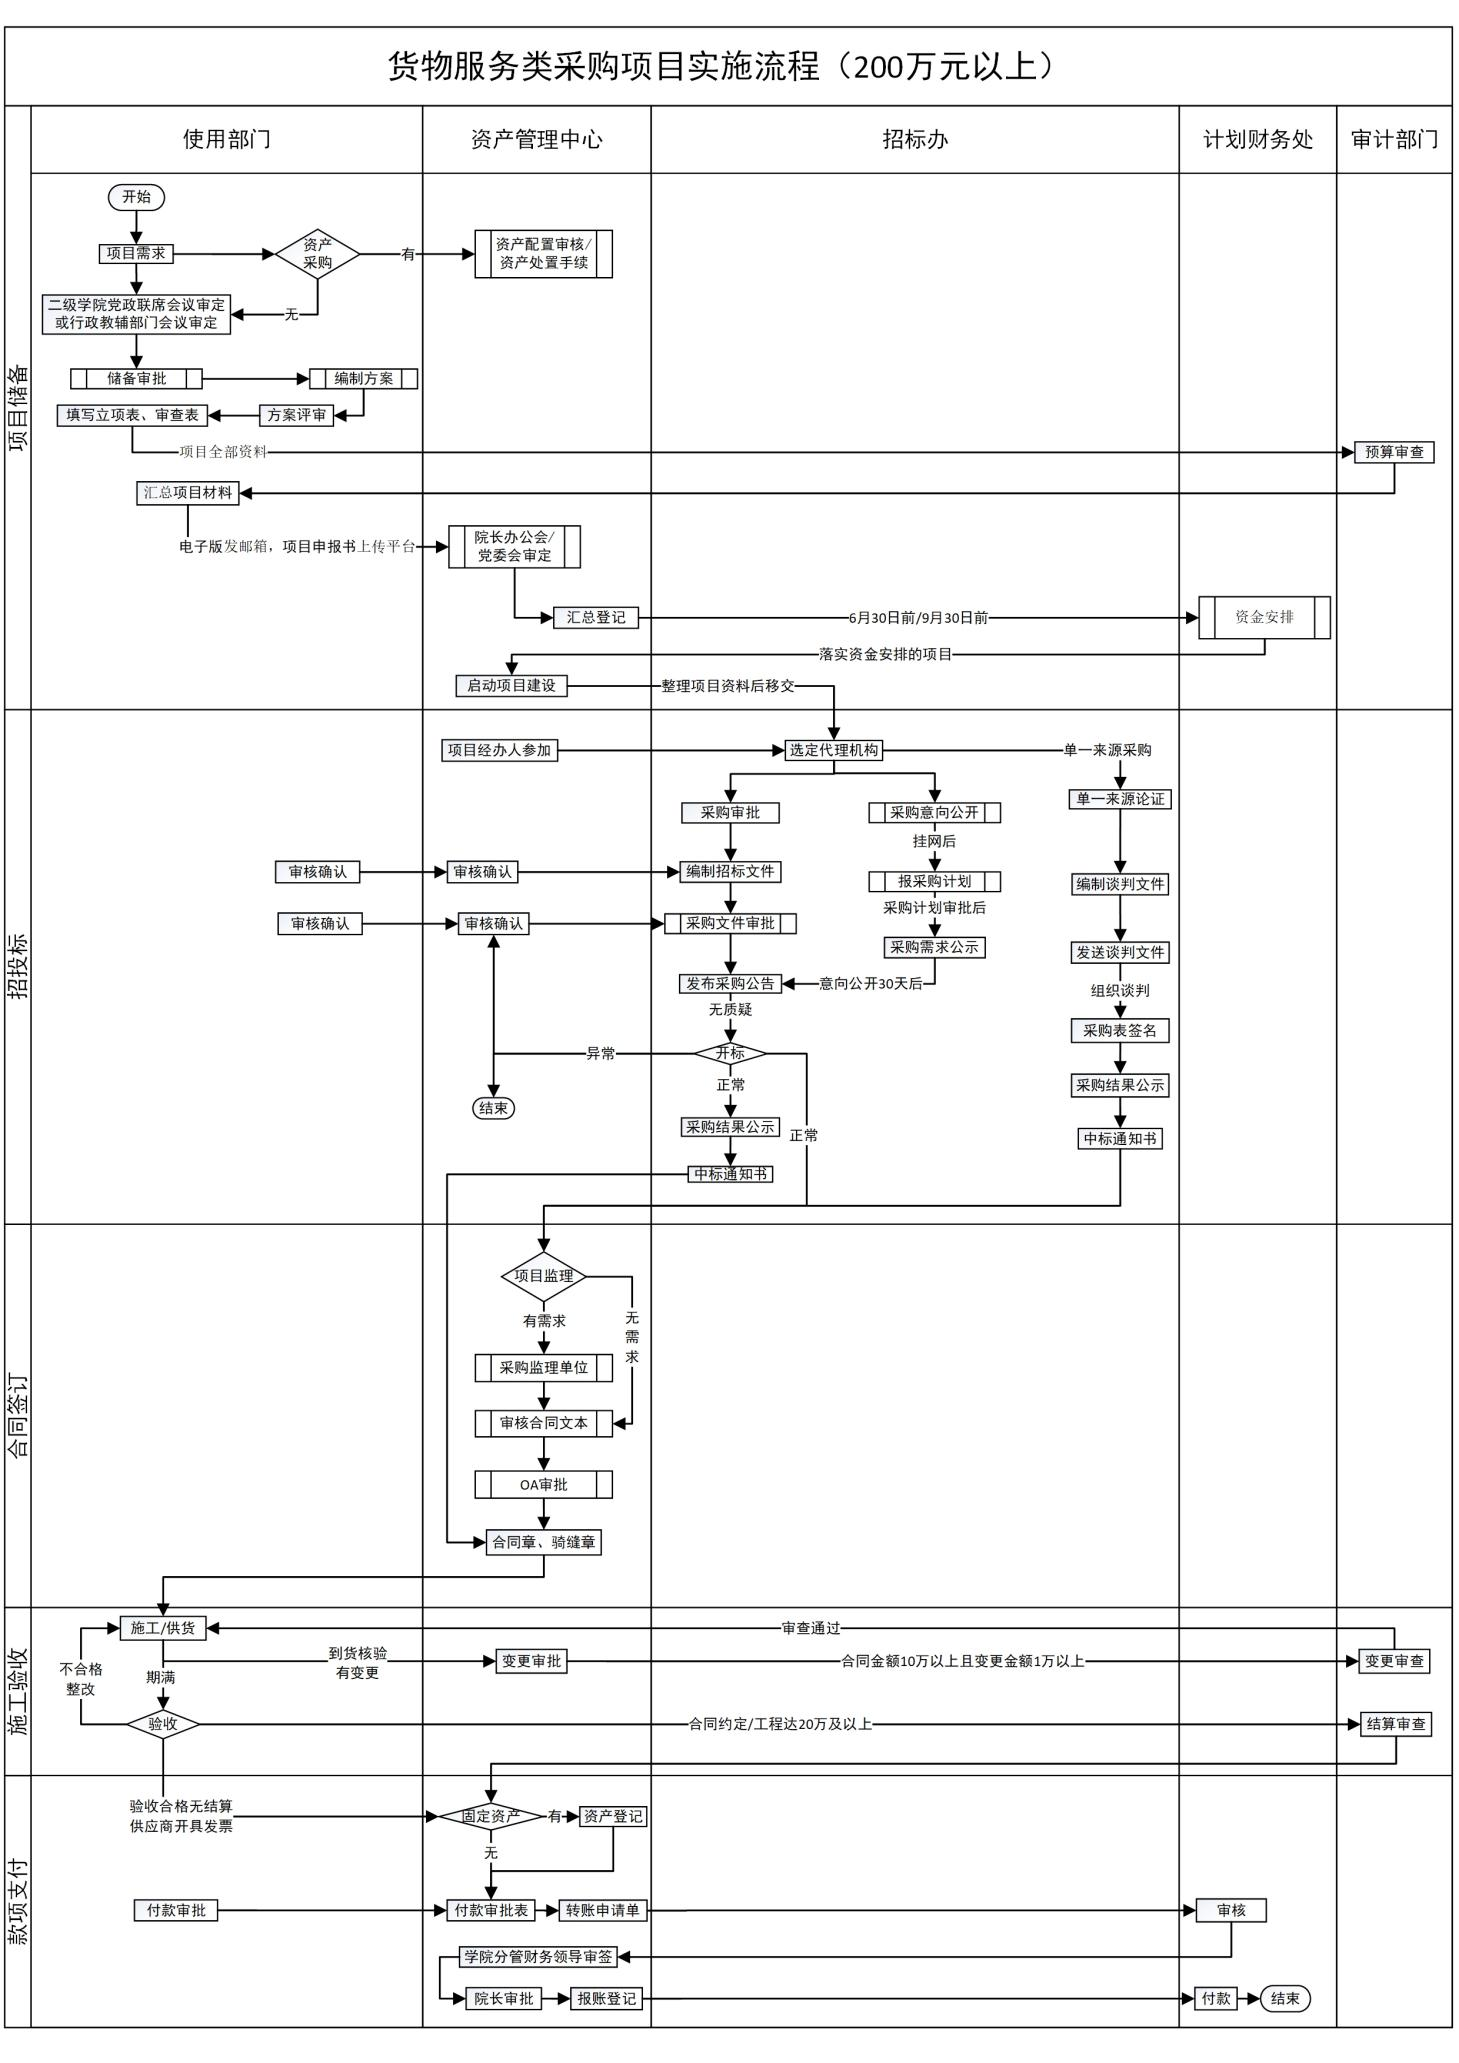 货物服务类采购项目实施流程（200万元以上）
使用部门
资产管理中心
招标办
计划财务处
审计部门
项目储备
开始
项目需求
资产
采购
有
资产配置审核/
资产处置手续
二级学院党政联席会议审定
或行政教辅部门会议审定
无
储备审批
编制方案
填写立项表、审查表
方案评审
项目全部资料
预算审查
汇总项目材料
电子版发邮箱，项目申报书上传平台
院长办公会/
党委会审定
汇总登记
6月30日前/9月30日前
资金安排
落实资金安排的项目
启动项目建设
整理项目资料后移交
招投标
项目经办人参加
选定代理机构
单一来源采购
采购审批
采购意向公开
单一来源论证
挂网后
审核确认
审核确认
编制招标文件
报采购计划
编制谈判文件
采购计划审批后
审核确认
审核确认
采购文件审批
采购需求公示
发送谈判文件
发布采购公告
意向公开30天后
组织谈判
无质疑
采购表签名
异常
开标
正常
采购结果公示
结束
采购结果公示
正常
中标通知书
中标通知书
合同签订
项目监理
有需求
无
需
求
采购监理单位
审核合同文本
OA审批
合同章、骑缝章
施工验收
施工/供货
审查通过
不合格
整改
期满
到货核验
有变更
变更审批
合同金额10万以上且变更金额1万以上
变更审查
验收
合同约定/工程达20万及以上
结算审查
款项支付
验收合格无结算
供应商开具发票
固定资产
有
资产登记
无
付款审批
付款审批表
转账申请单
审核
学院分管财务领导审签
院长审批
报账登记
付款
结束